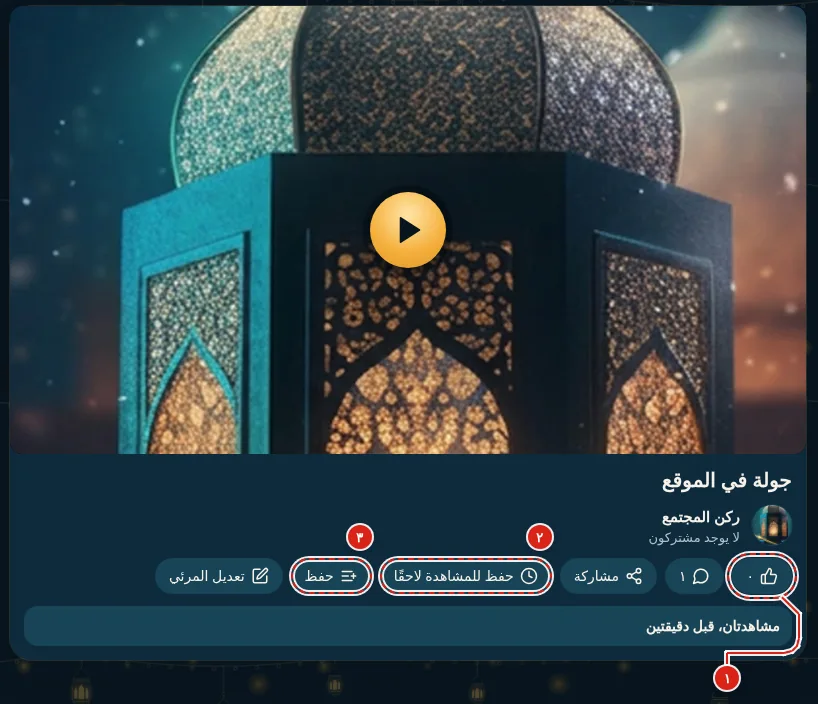 جولة في الموقع
ركن المجتمع
لا يوجد مشتركون
٢
٣
٠
١
مشاركة
حفظ للمشاهدة لاحقًا
حفظ
تعديل المرئي
مشاهدتان، قبل دقيقتين
١